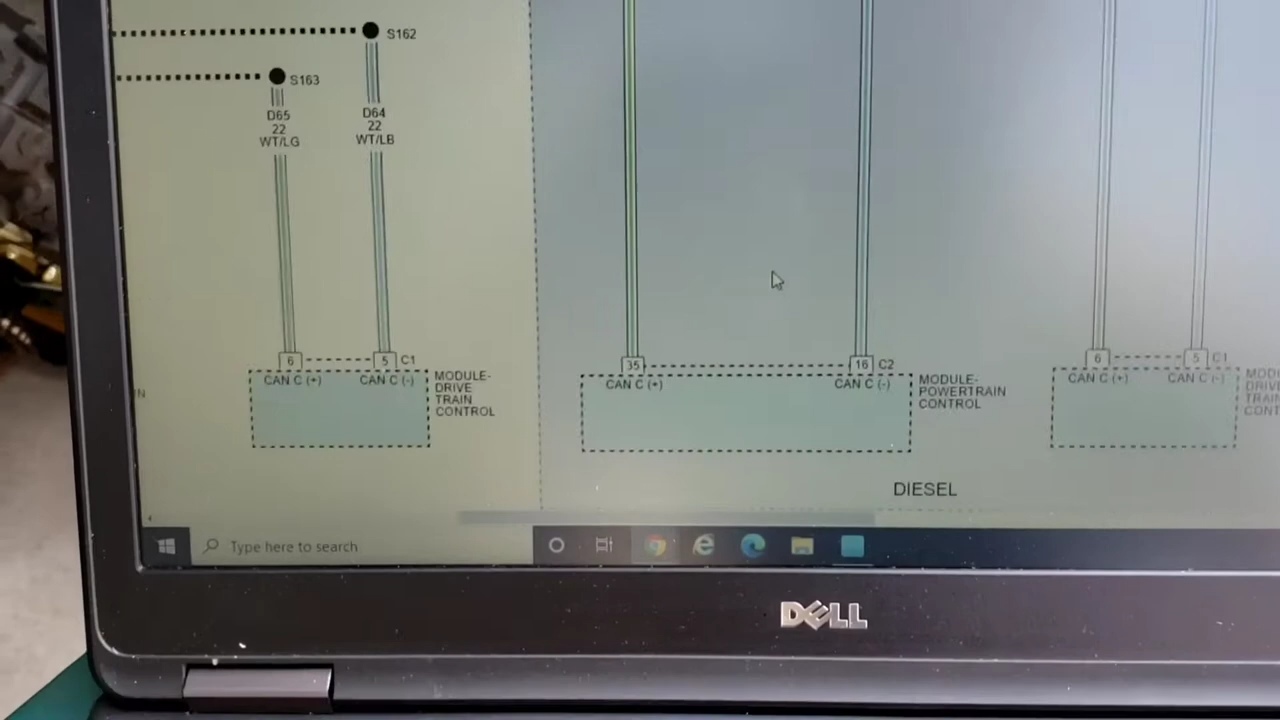 S162
S163
D65
22
WT/LG
D64
22
WT/LB
6
5
C1
CAN C (+)
CAN C (-)
MODULE-
DRIVE
TRAIN
CONTROL
35
16
C2
CAN C (+)
CAN C (-)
MODULE-
POWERTRAIN
CONTROL
6
5
C1
CAN C (+)
CAN C (-)
DIESEL
Type here to search
DELL